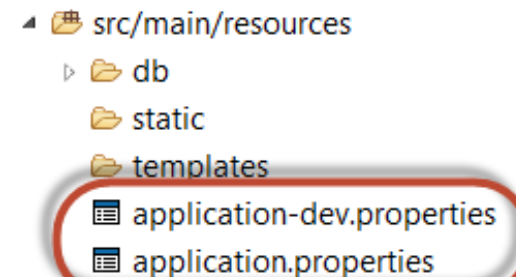 src/main/resources
db
static
templates
application-dev.properties
application.properties